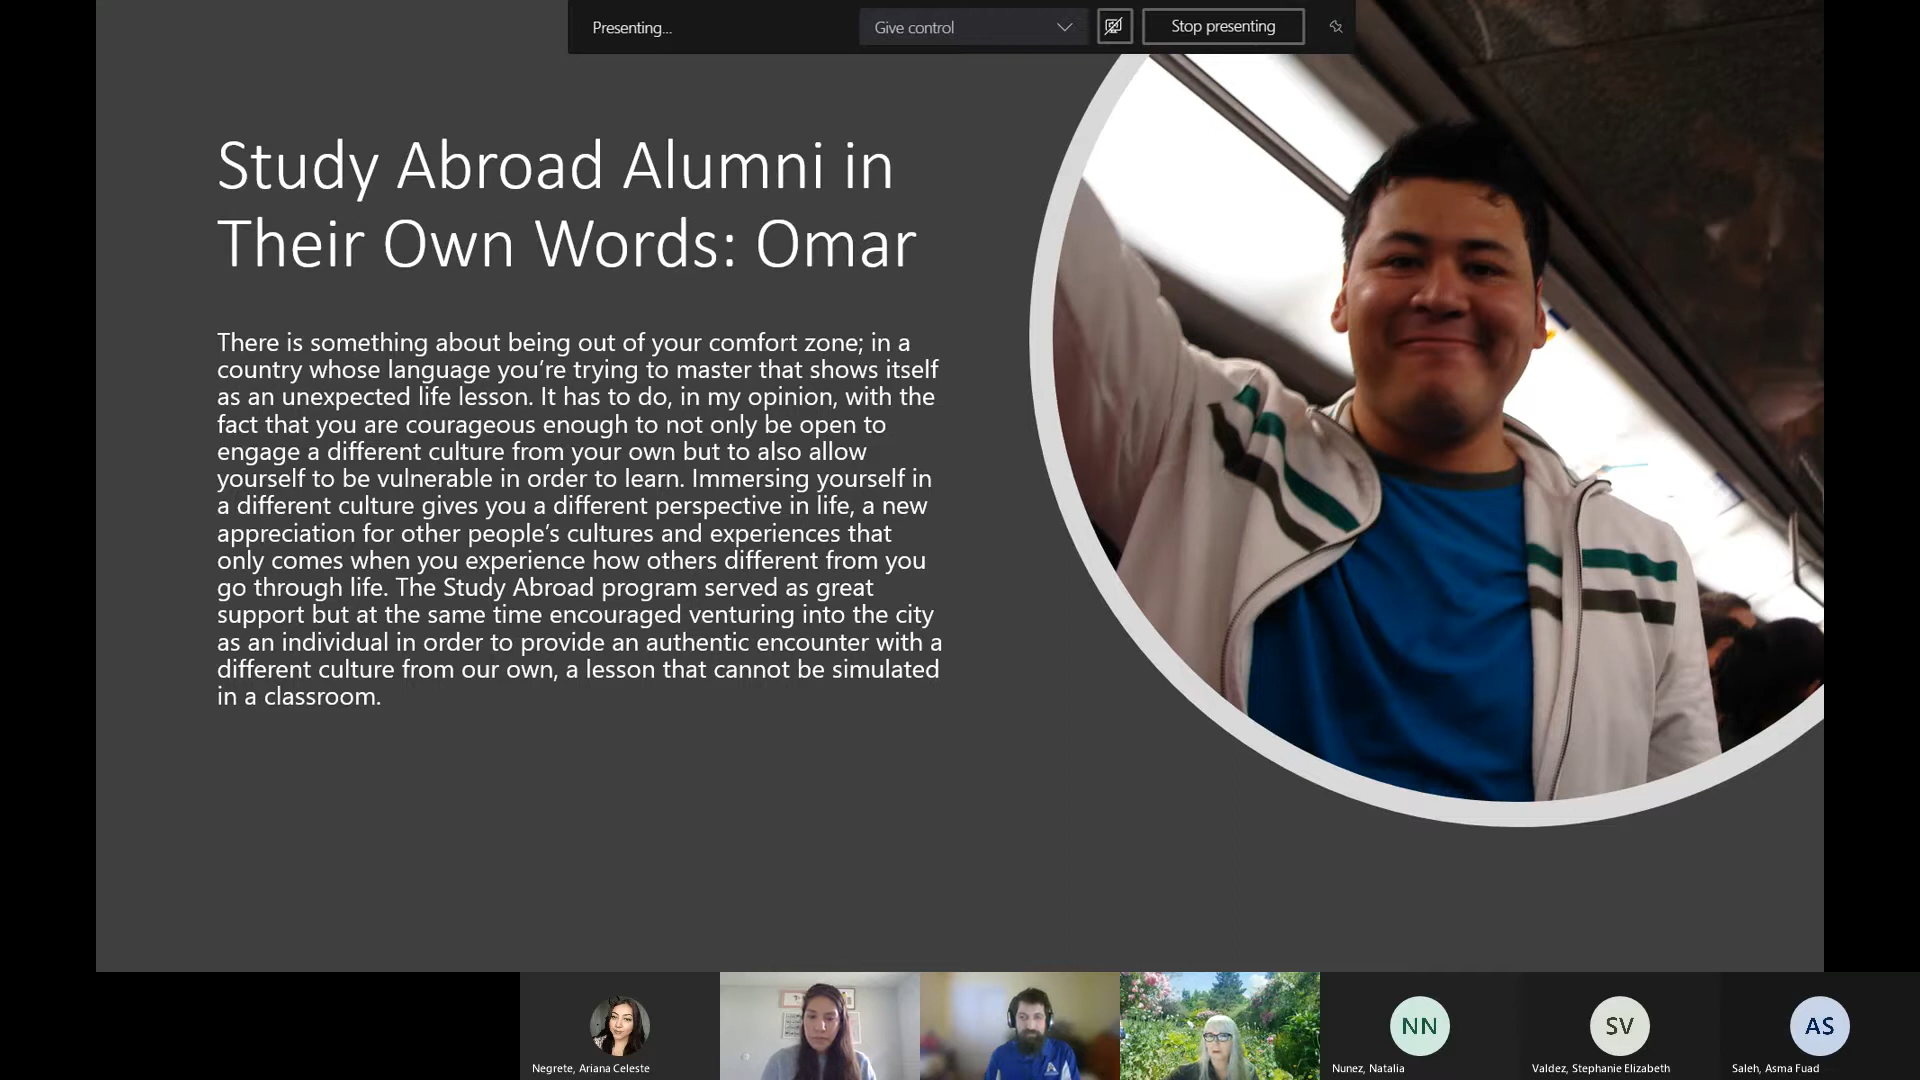 Presenting...
Give control
Stop presenting
Study Abroad Alumni in
Their Own Words: Omar
There is something about being out of your comfort zone; in a
country whose language you’re trying to master that shows itself
as an unexpected life lesson. It has to do, in my opinion, with the
fact that you are courageous enough to not only be open to
engage a different culture from your own but to also allow
yourself to be vulnerable in order to learn. Immersing yourself in
a different culture gives you a different perspective in life, a new
appreciation for other people’s cultures and experiences that
only comes when you experience how others different from you
go through life. The Study Abroad program served as great
support but at the same time encouraged venturing into the city
as an individual in order to provide an authentic encounter with a
different culture from our own, a lesson that cannot be simulated
in a classroom.
Negrete, Ariana Celeste
NN
Nunez, Natalia
SV
Valdez, Stephanie Elizabeth
AS
Saleh, Asma Fuad